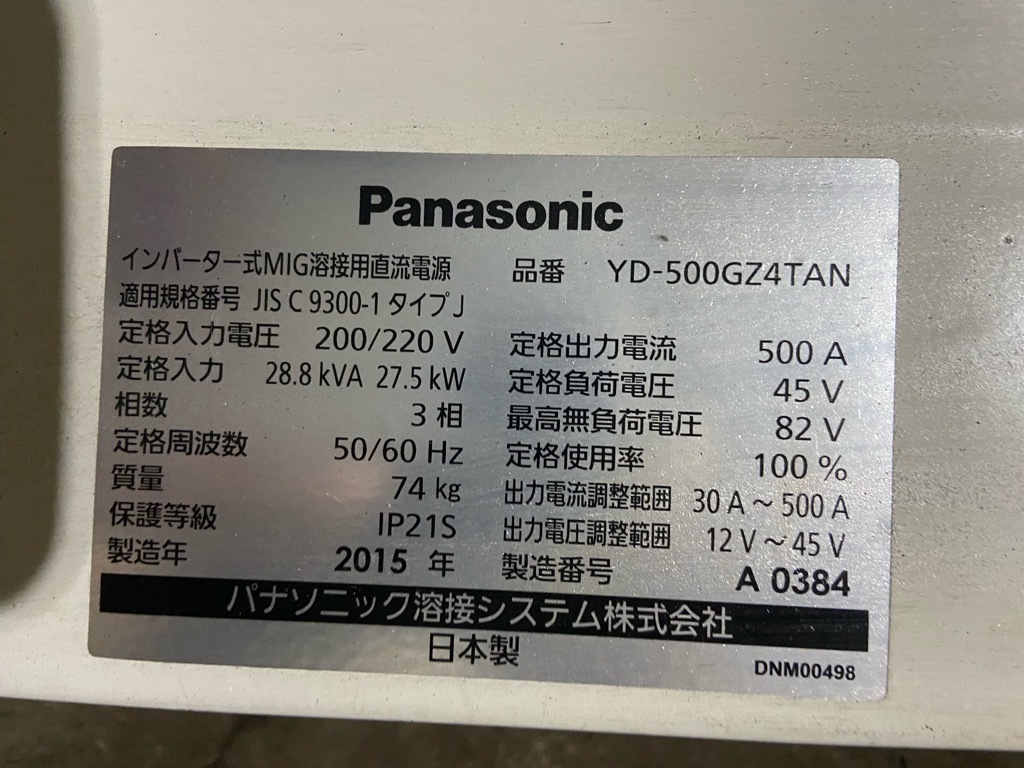 Panasonic
インバーター式MIG溶接用直流電源 品番 YD-500GZ4TAN
適用規格番号 JIS C 9300-1 タイプJ
定格入力電圧 200/220 V 定格出力電流 500 A
定格入力 28.8 kVA 27.5 kW 定格負荷電圧 45 V
相数 3 相 最高無負荷電圧 82 V
定格周波数 50/60 Hz 定格使用率 100 %
質量 74 kg 出力電流調整範囲 30 A～500 A
保護等級 IP21S 出力電圧調整範囲 12 V～45 V
製造年 2015 年 製造番号 A 0384
パナソニック溶接システム株式会社
日本製
DNM00498